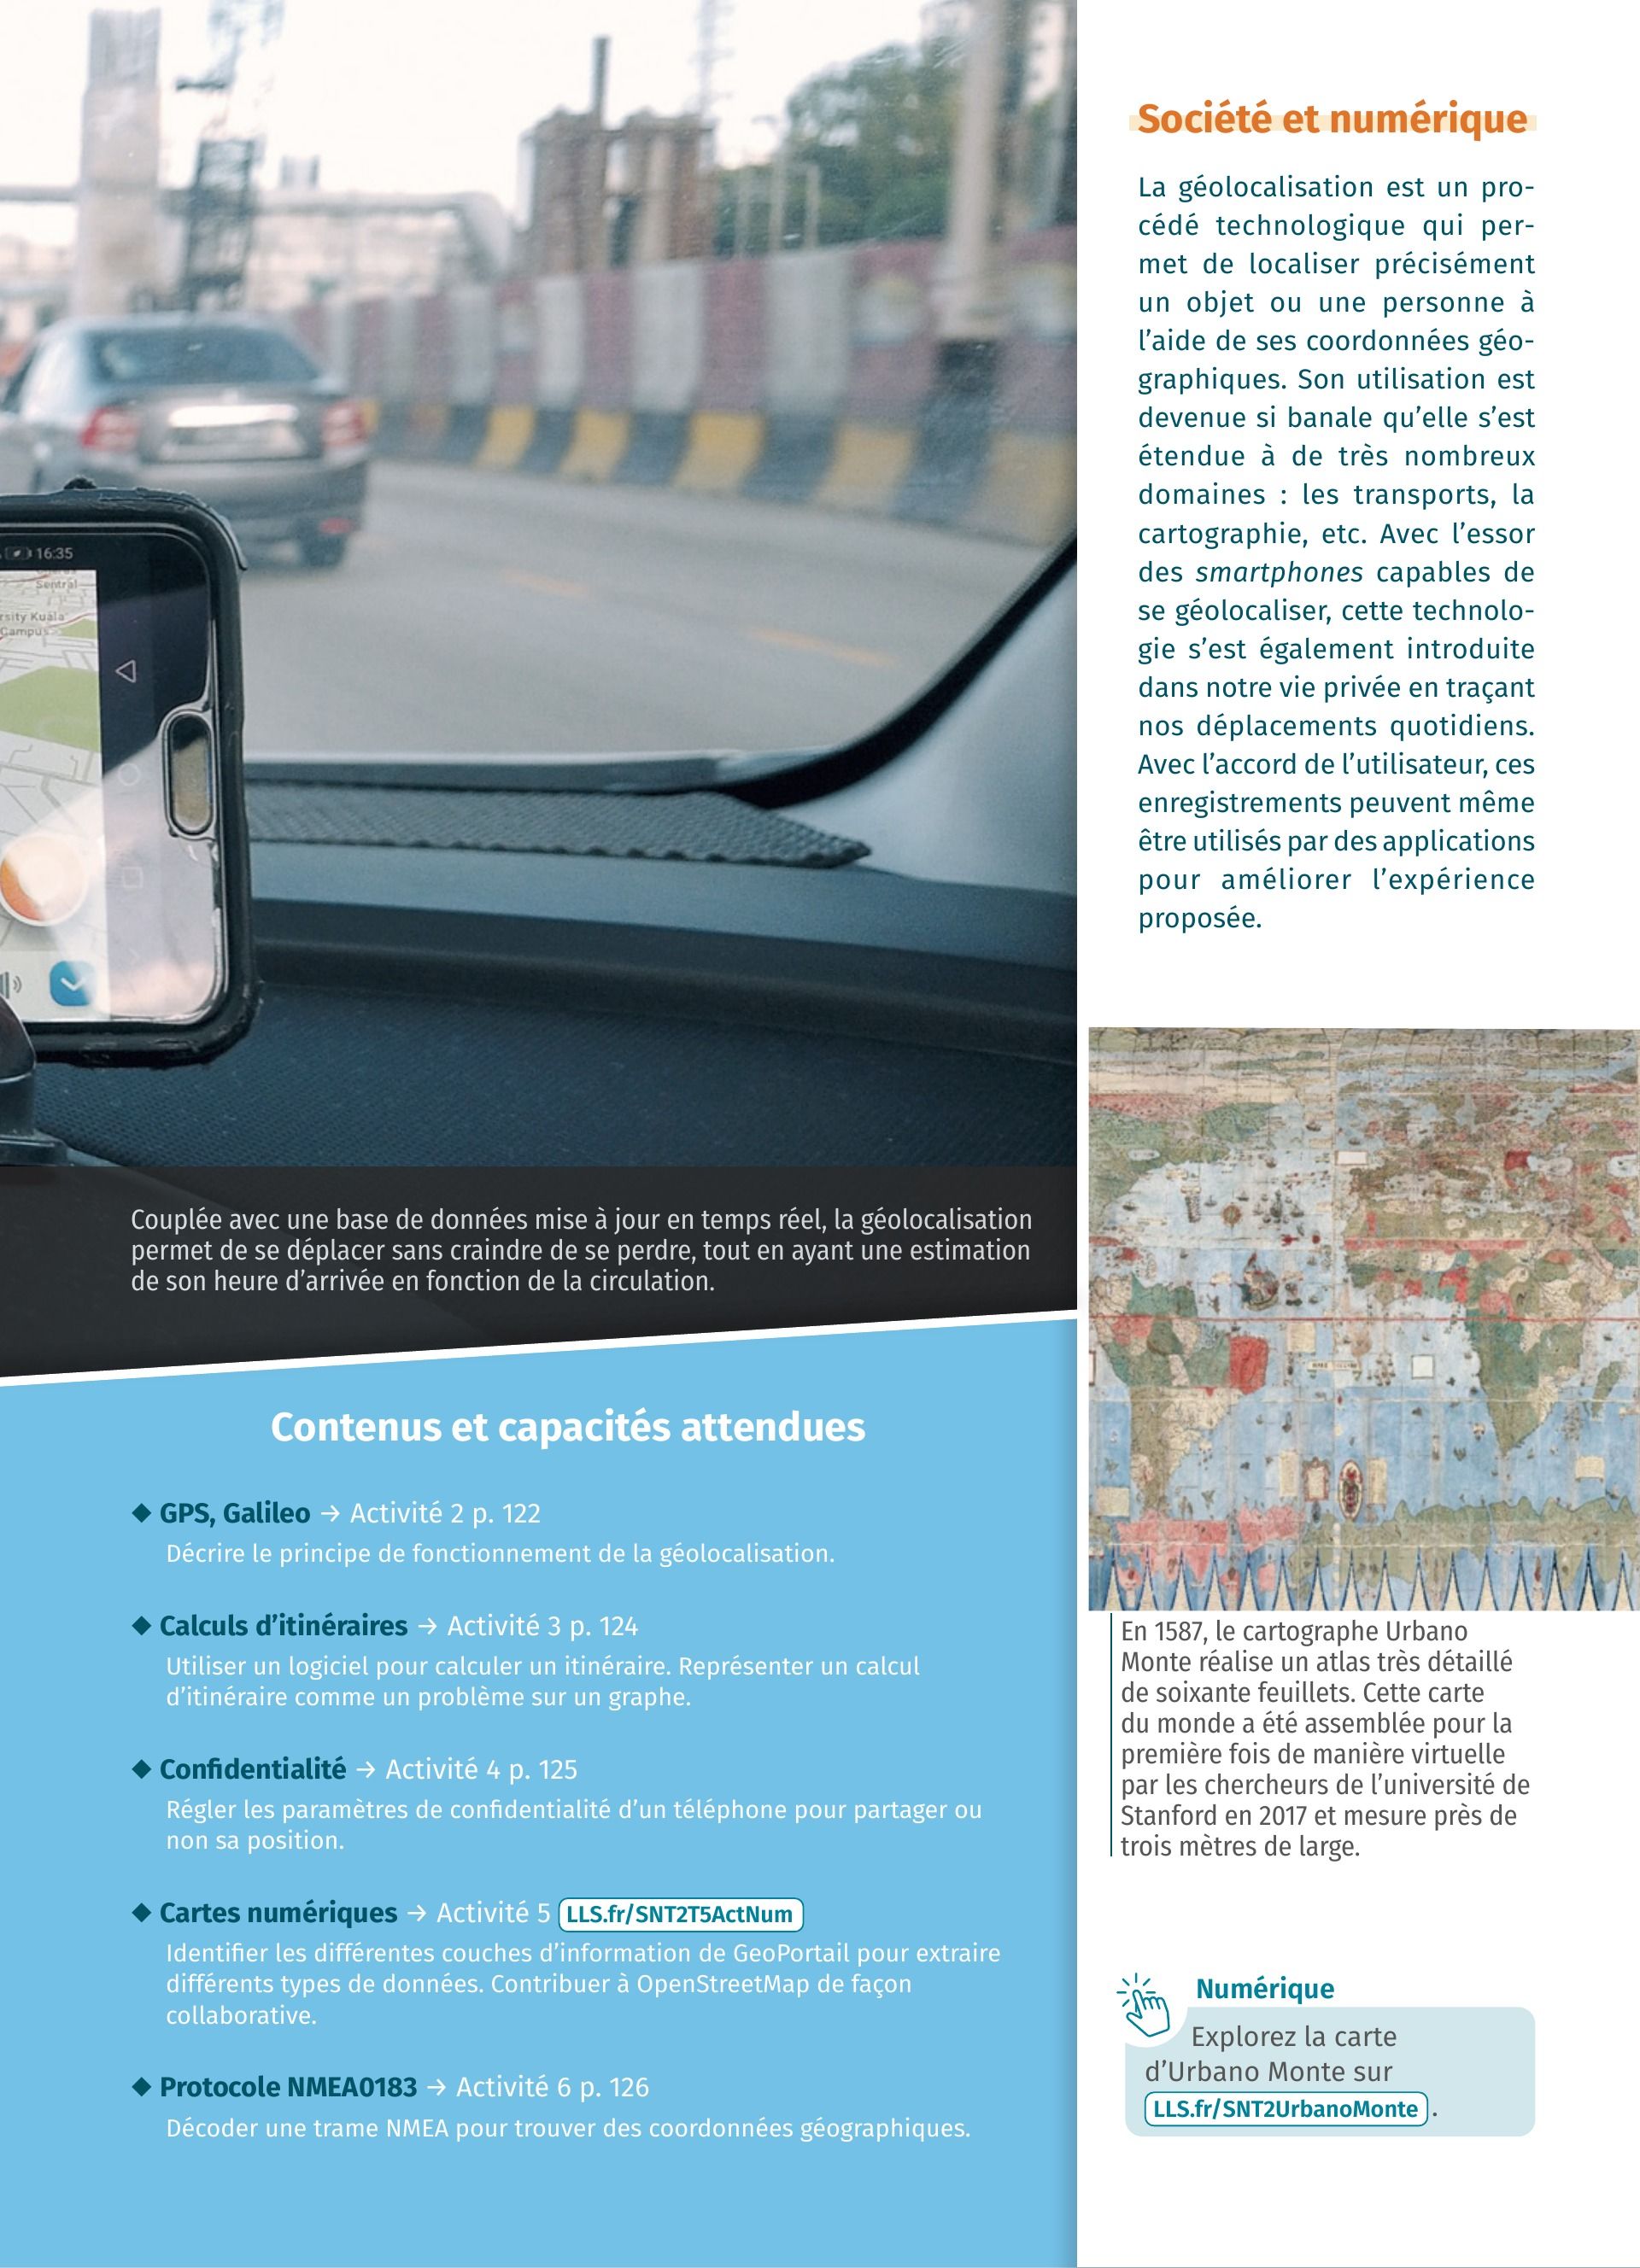 16:35
Sentral
rsity Kuala
Campus
Couplée avec une base de données mise à jour en temps réel, la géolocalisation
permet de se déplacer sans craindre de se perdre, tout en ayant une estimation
de son heure d’arrivée en fonction de la circulation.
Contenus et capacités attendues
◆ GPS, Galileo → Activité 2 p. 122
Décrire le principe de fonctionnement de la géolocalisation.
◆ Calculs d’itinéraires → Activité 3 p. 124
Utiliser un logiciel pour calculer un itinéraire. Représenter un calcul
d’itinéraire comme un problème sur un graphe.
◆ Confidentialité → Activité 4 p. 125
Régler les paramètres de confidentialité d’un téléphone pour partager ou
non sa position.
◆ Cartes numériques → Activité 5 LLS.fr/SNT2T5ActNum
Identifier les différentes couches d’information de GeoPortail pour extraire
différents types de données. Contribuer à OpenStreetMap de façon
collaborative.
◆ Protocole NMEA0183 → Activité 6 p. 126
Décoder une trame NMEA pour trouver des coordonnées géographiques.
Société et numérique
La géolocalisation est un pro-
cédé technologique qui per-
met de localiser précisément
un objet ou une personne à
l’aide de ses coordonnées géo-
graphiques. Son utilisation est
devenue si banale qu’elle s’est
étendue à de très nombreux
domaines : les transports, la
cartographie, etc. Avec l’essor
des smartphones capables de
se géolocaliser, cette technolo-
gie s’est également introduite
dans notre vie privée en traçant
nos déplacements quotidiens.
Avec l’accord de l’utilisateur, ces
enregistrements peuvent même
être utilisés par des applications
pour améliorer l’expérience
proposée.
En 1587, le cartographe Urbano
Monte réalise un atlas très détaillé
de soixante feuillets. Cette carte
du monde a été assemblée pour la
première fois de manière virtuelle
par les chercheurs de l’université de
Stanford en 2017 et mesure près de
trois mètres de large.
Numérique
Explorez la carte
d’Urbano Monte sur
LLS.fr/SNT2UrbanoMonte .